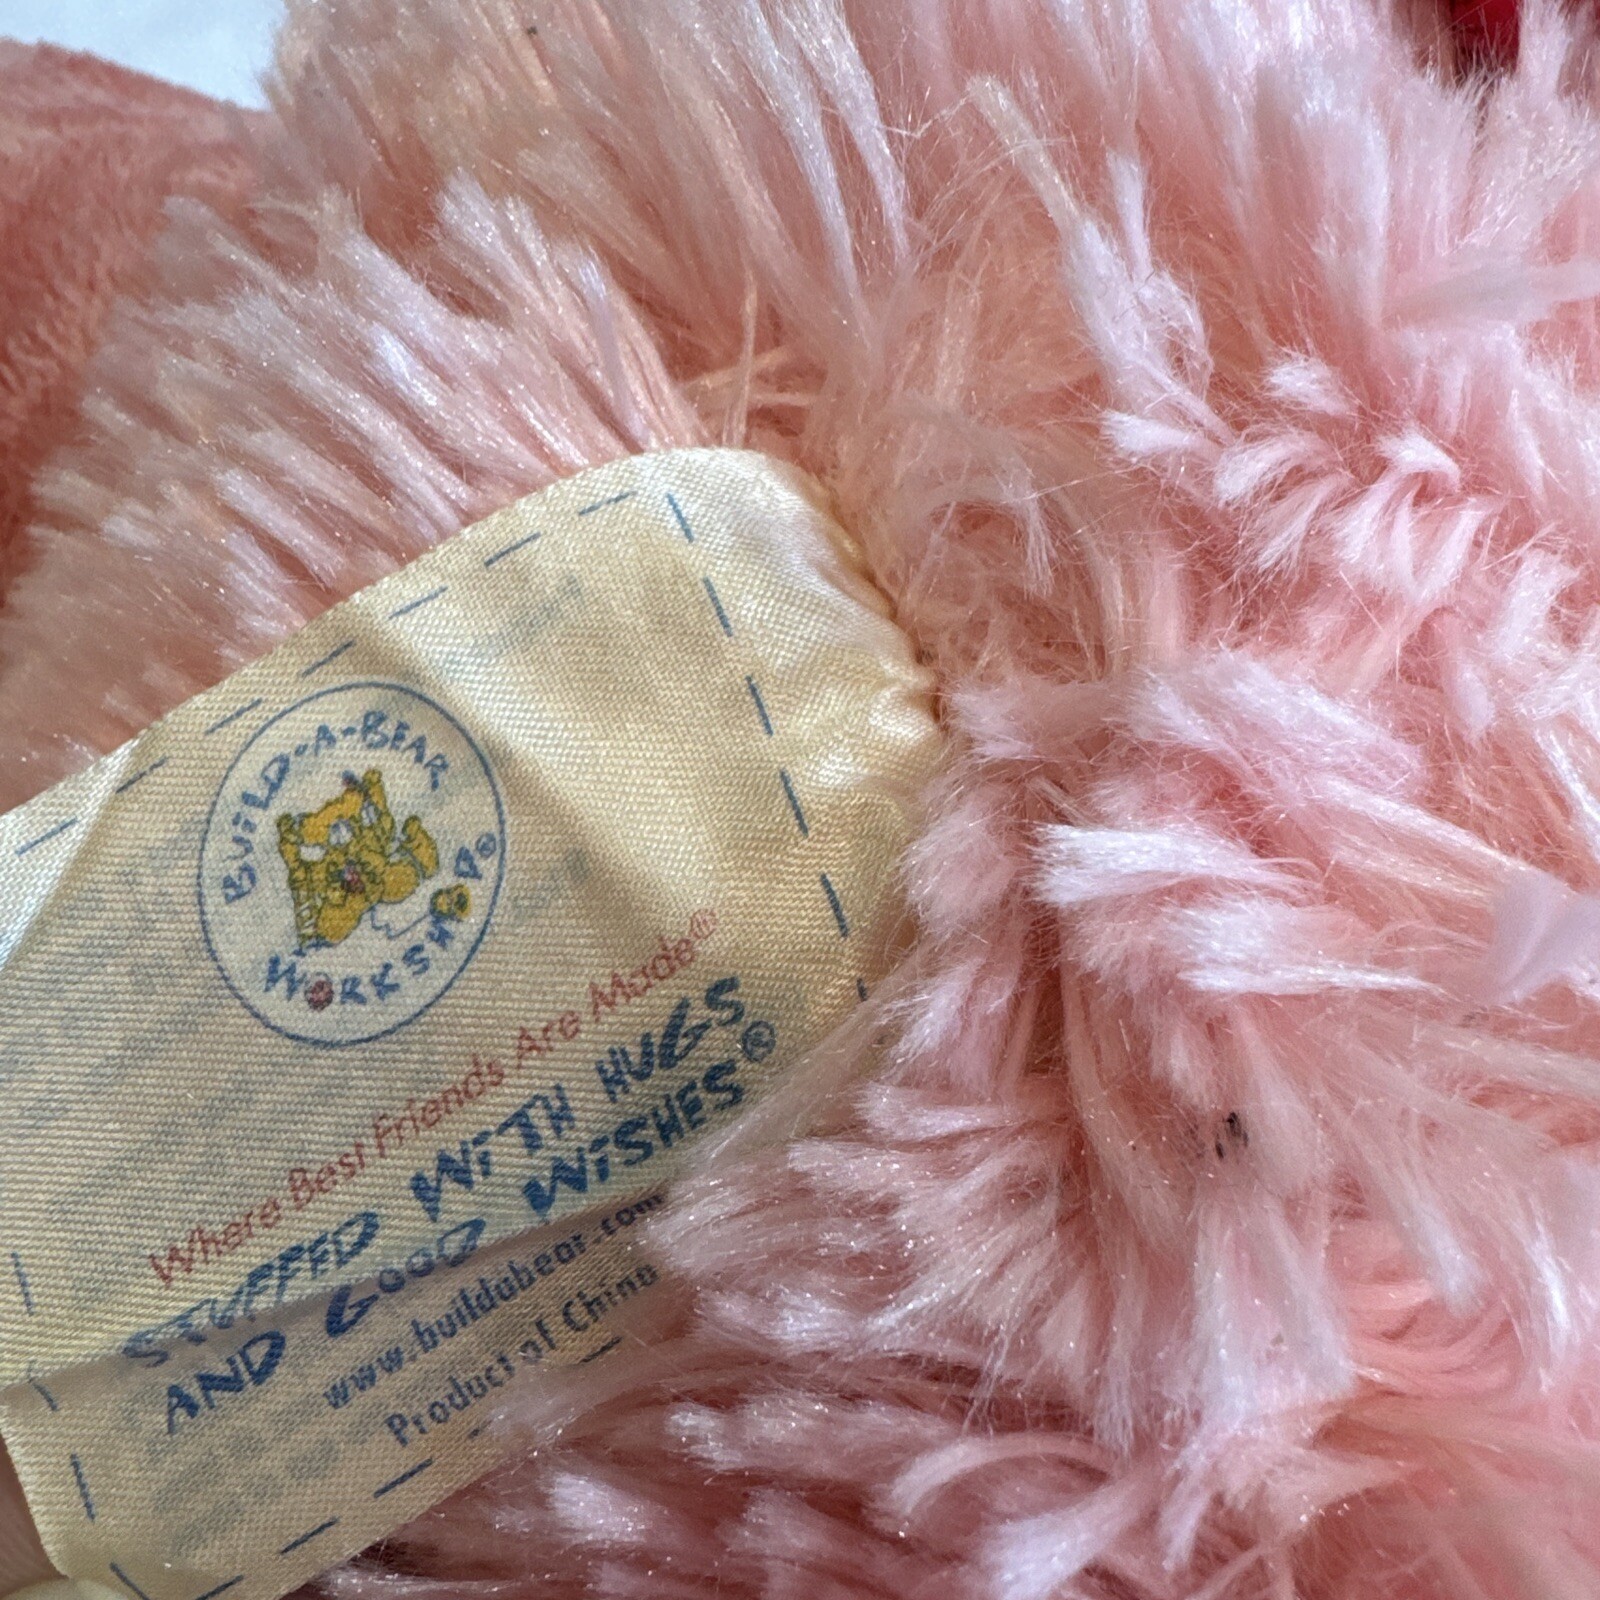 BUiLD-A-BEAR
WORKSHOP®
Where Best Friends Are Made®
STUFFED WiTH HUGS
AND GOOD WiSHES®
www.buildabear.com
Product of China